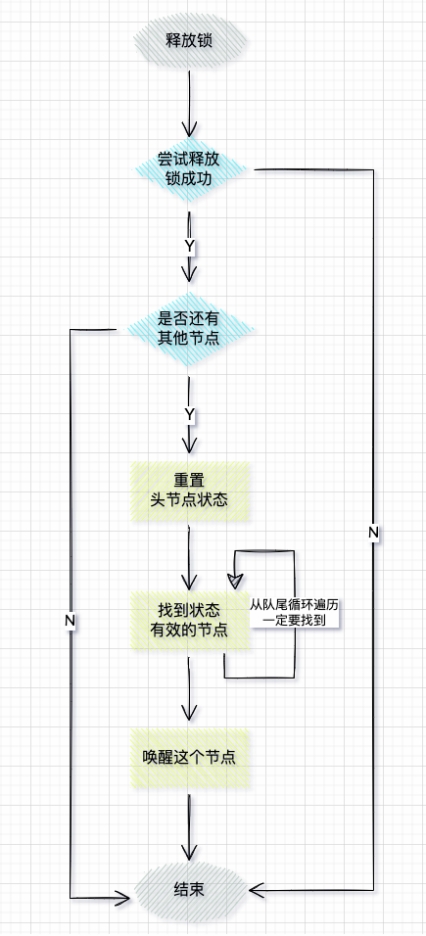 释放锁
尝试释放
锁成功
Y
是否还有
其他节点
Y
重置
头节点状态
N
找到状态
有效的节点
从队尾循环遍历
一定要找到
N
唤醒这个节点
结束